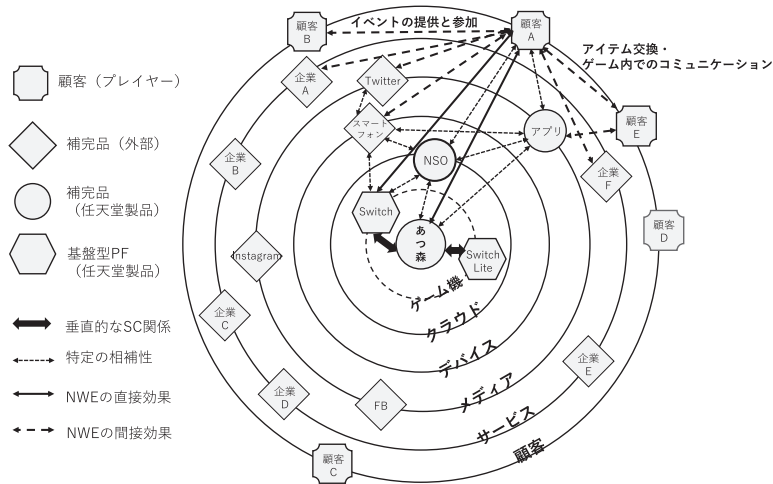 顧客（プレイヤー）
補完品（外部）
補完品
（任天堂製品）
基盤型PF
（任天堂製品）
垂直的なSC関係
特定の相補性
NWEの直接効果
NWEの間接効果
イベントの提供と参加
アイテム交換・
ゲーム内でのコミュニケーション
顧客
B
顧客
A
企業
A
Twitter
スマート
フォン
アプリ
顧客
E
企業
B
NSO
企業
F
Switch
あつ森
Switch
Lite
顧客
D
Instagram
ゲーム機
クラウド
デバイス
メディア
サービス
顧客
企業
C
企業
D
FB
企業
E
顧客
C